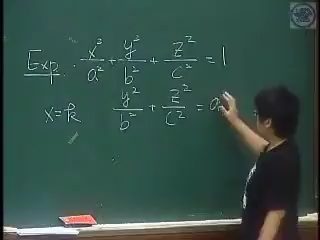 Exp. x²/a² + y²/b² + z²/c² = 1
x=k y²/b² + z²/c² =